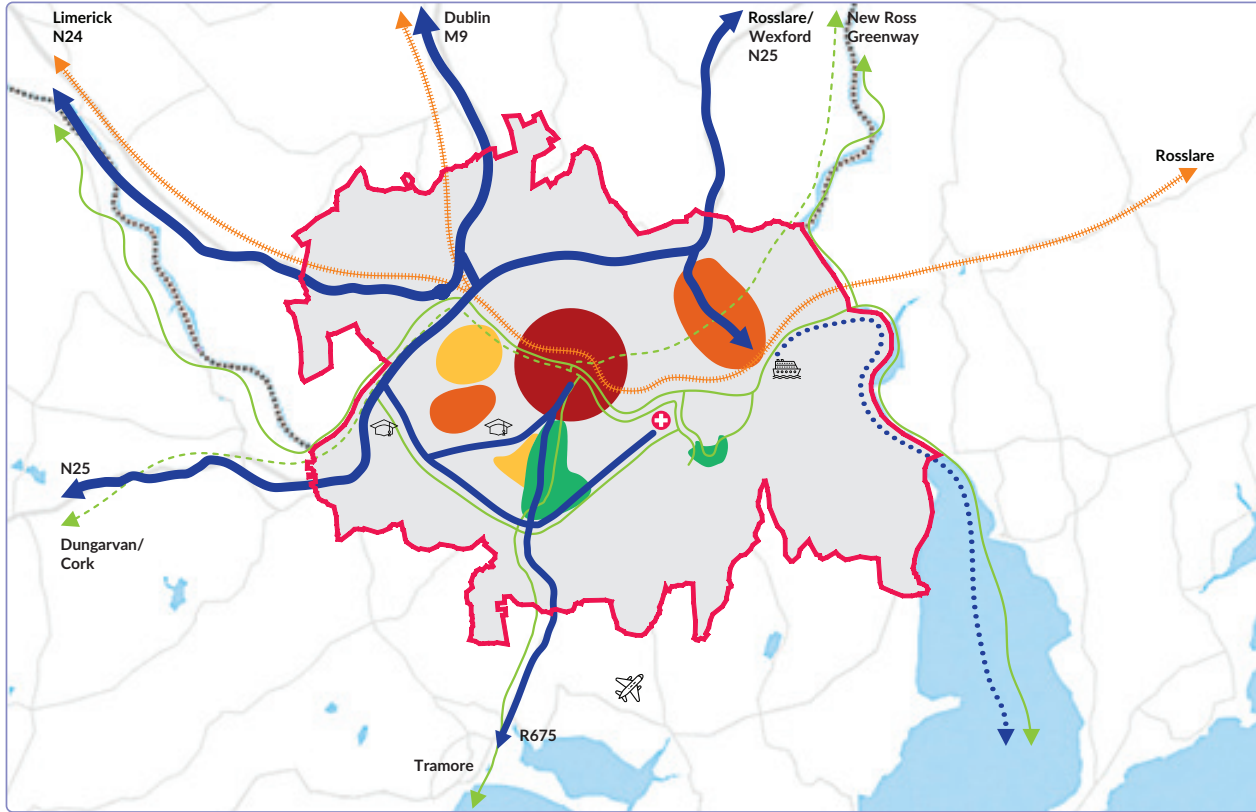 Limerick
N24
Dublin
M9
Rosslare/
Wexford
N25
New Ross
Greenway
Rosslare
N25
Dungarvan/
Cork
R675
Tramore